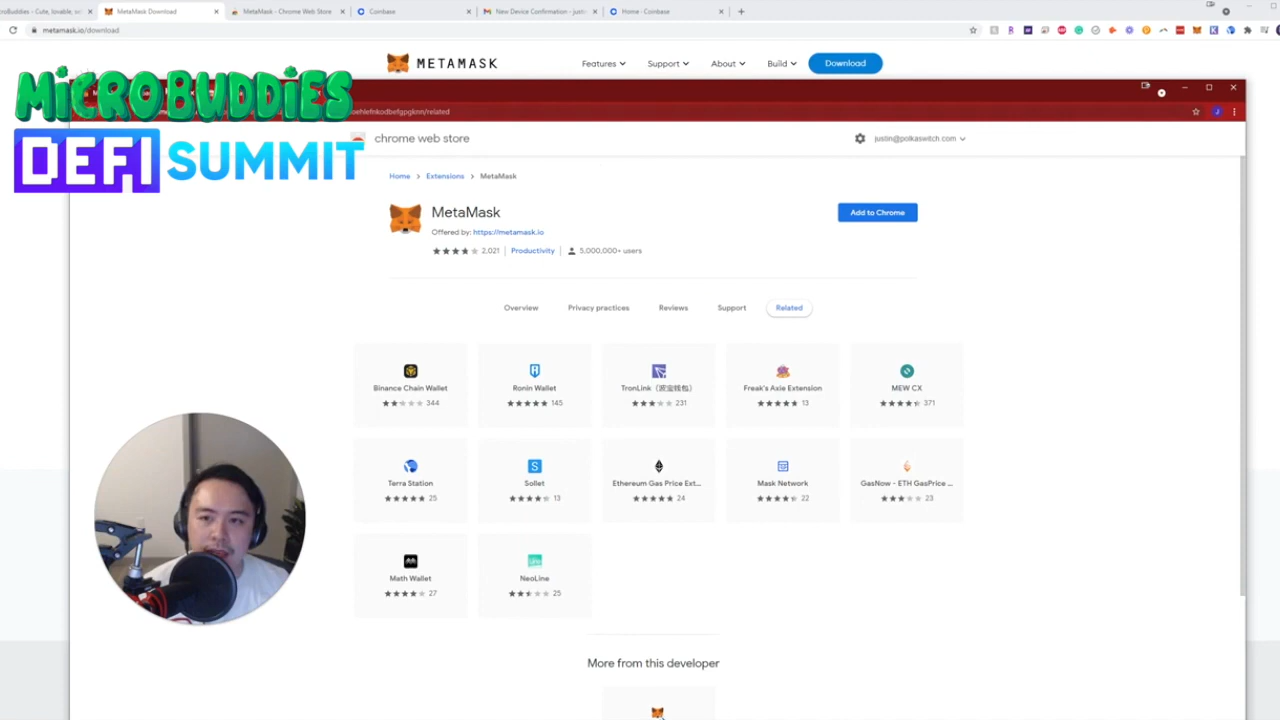 MetaMask Download
MetaMask - Chrome Web Store
Coinbase
New Device Confirmation - justi
Home - Coinbase
metamask.io/download
METAMASK
Features
Support
About
Build
Download
MICROBUDDIES
DEFI SUMMIT
chrome web store
justin@polkaswitch.com
Home > Extensions > MetaMask
MetaMask
Add to Chrome
Offered by: https://metamask.io
2,021
Productivity
5,000,000+ users
Overview
Privacy practices
Reviews
Support
Related
Binance Chain Wallet
344
Ronin Wallet
145
TronLink（波宝钱包）
231
Freak's Axie Extension
13
MEW CX
371
Terra Station
25
Sollet
13
Ethereum Gas Price Ext...
24
Mask Network
22
GasNow - ETH GasPrice ...
23
Math Wallet
27
NeoLine
25
More from this developer